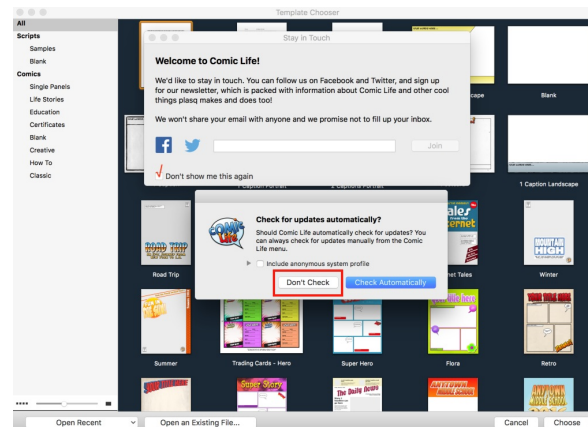 Template Chooser
All
Scripts
Samples
Blank
Comics
Single Panels
Life Stories
Education
Certificates
Blank
Creative
How To
Classic
Stay in Touch
Welcome to Comic Life!
We'd like to stay in touch. You can follow us on Facebook and Twitter, and sign up
for our newsletter, which is packed with information about Comic Life and other cool
things plasq makes and does too!
We won't share your email with anyone and we promise not to fill up your inbox.
Join
Don't show me this again
Blank
1 Caption Portrait
2 Captions Portrait
1 Caption Landscape
COMIC LIFE
Check for updates automatically?
Should Comic Life automatically check for updates? You
can always check for updates manually from the Comic
Life menu.
Include anonymous system profile
Don't Check
Check Automatically
ROAD TRIP
MOUNTAIN
HIGH
Road Trip
Winter
Summer
Trading Cards - Hero
Super Hero
Flora
Retro
Super Story
The Daily Downe
Open Recent
Open an Existing File...
Cancel
Choose